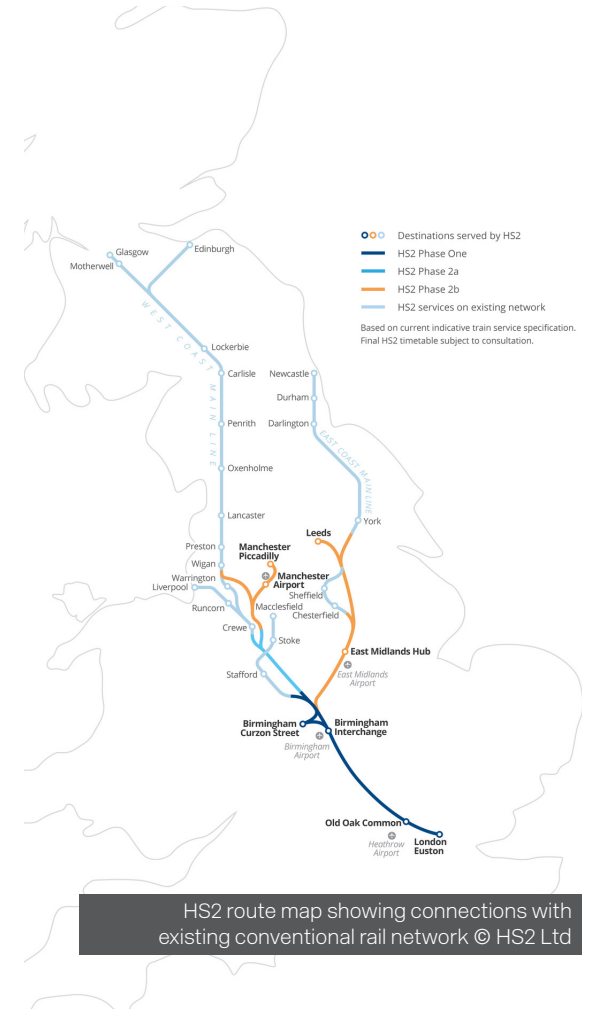 Destinations served by HS2
HS2 Phase One
HS2 Phase 2a
HS2 Phase 2b
HS2 services on existing network
Based on current indicative train service specification.
Final HS2 timetable subject to consultation.
Glasgow
Edinburgh
Motherwell
WEST COAST MAIN LINE
Lockerbie
Carlisle
Newcastle
Durham
Penrith
Darlington
EAST COAST MAIN LINE
Oxenholme
Lancaster
York
Leeds
Preston
Manchester
Piccadilly
Wigan
Warrington
Manchester
Airport
Liverpool
Sheffield
Runcorn
Macclesfield
Chesterfield
Crewe
Stoke
East Midlands Hub
Stafford
East Midlands
Airport
Birmingham
Curzon Street
Birmingham
Interchange
Birmingham
Airport
Old Oak Common
Heathrow
Airport
London
Euston
HS2 route map showing connections with
existing conventional rail network © HS2 Ltd